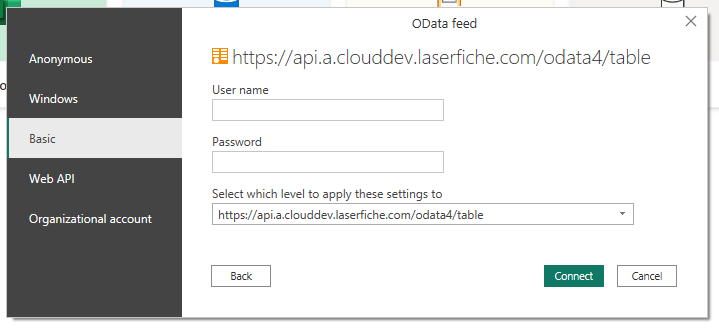 OData feed
Anonymous
Windows
Basic
Web API
Organizational account
https://api.a.clouddev.laserfiche.com/odata4/table
User name
Password
Select which level to apply these settings to
https://api.a.clouddev.laserfiche.com/odata4/table
Back
Connect
Cancel